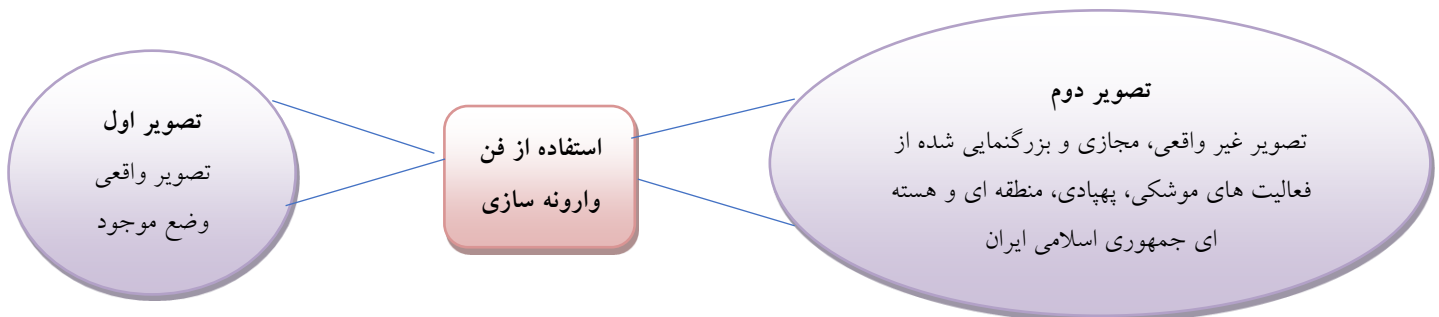 تصویر اول
تصویر واقعی
وضع موجود
استفاده از فن
وارونه سازی
تصویر دوم
تصویر غیر واقعی، مجازی و بزرگنمایی شده از
فعالیت های موشکی، پهپادی، منطقه ای و هسته
ای جمهوری اسلامی ایران